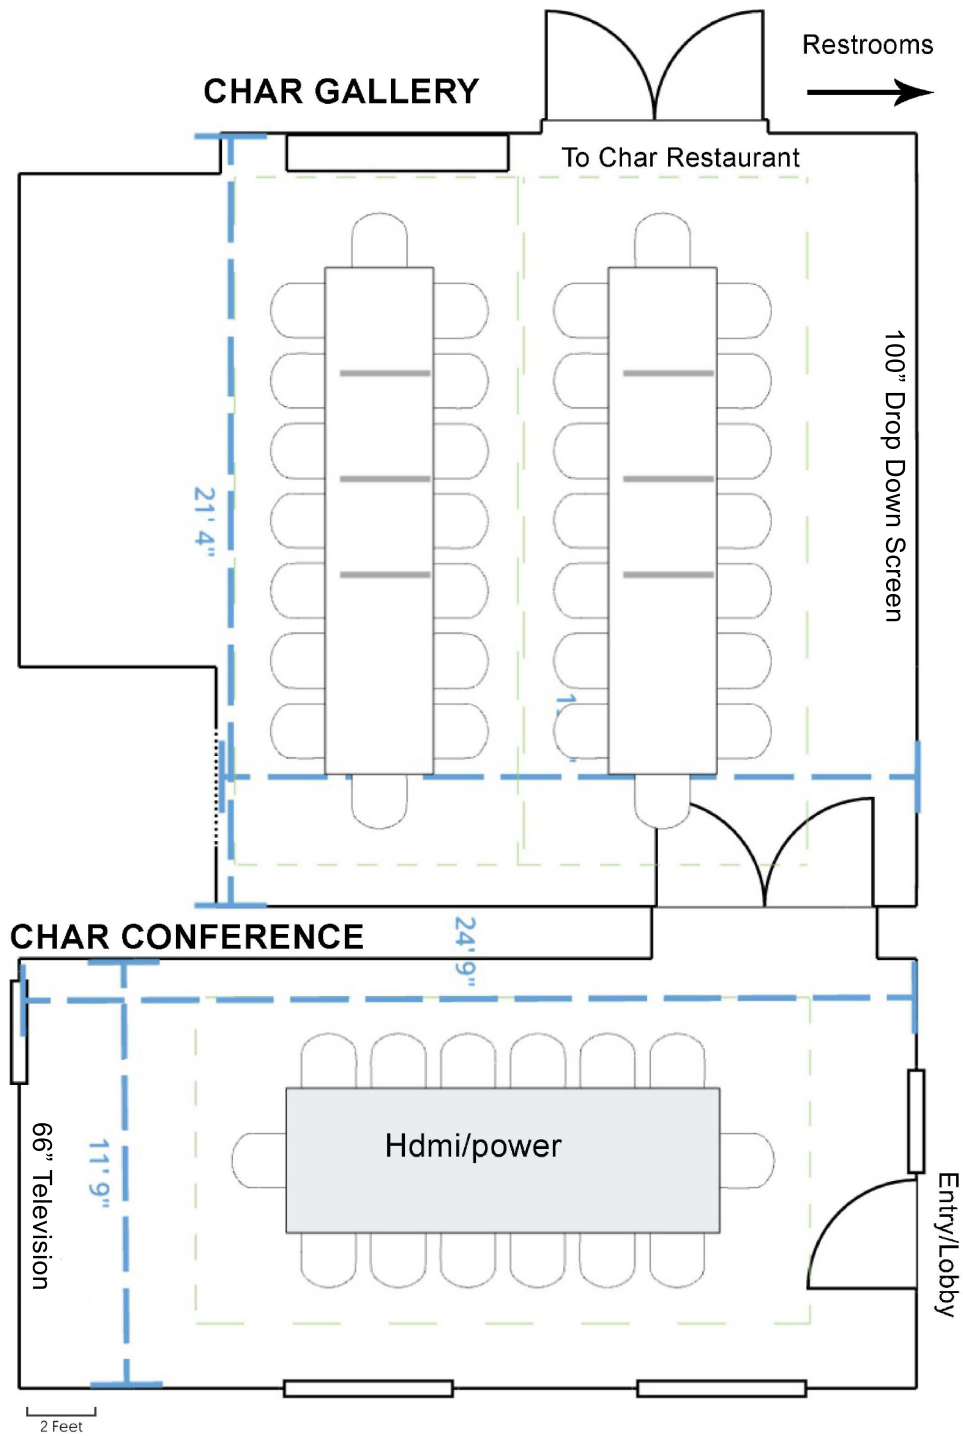 Restrooms
CHAR GALLERY
To Char Restaurant
100” Drop Down Screen
21' 4"
CHAR CONFERENCE
24' 9"
Hdmi/power
66” Television
11' 9"
Entry/Lobby
2 Feet